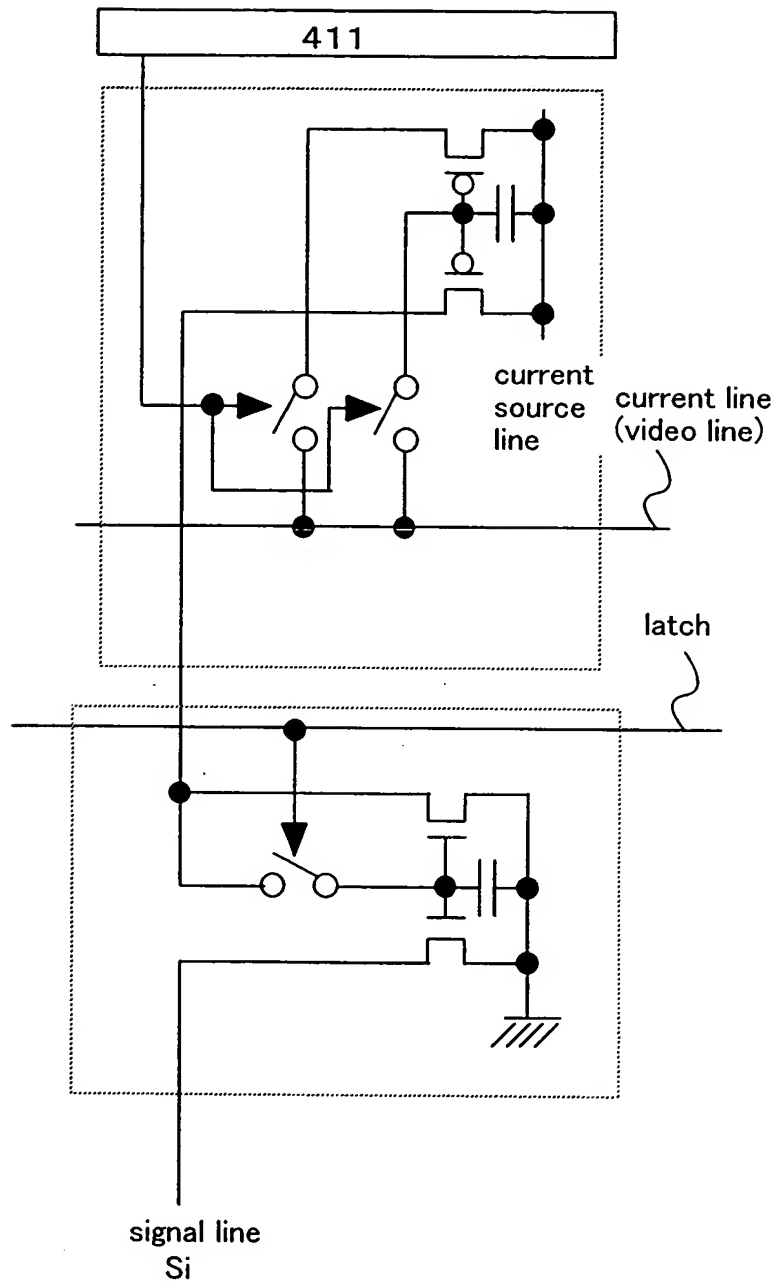 411
current
source
line
current line
(video line)
latch
signal line
Si